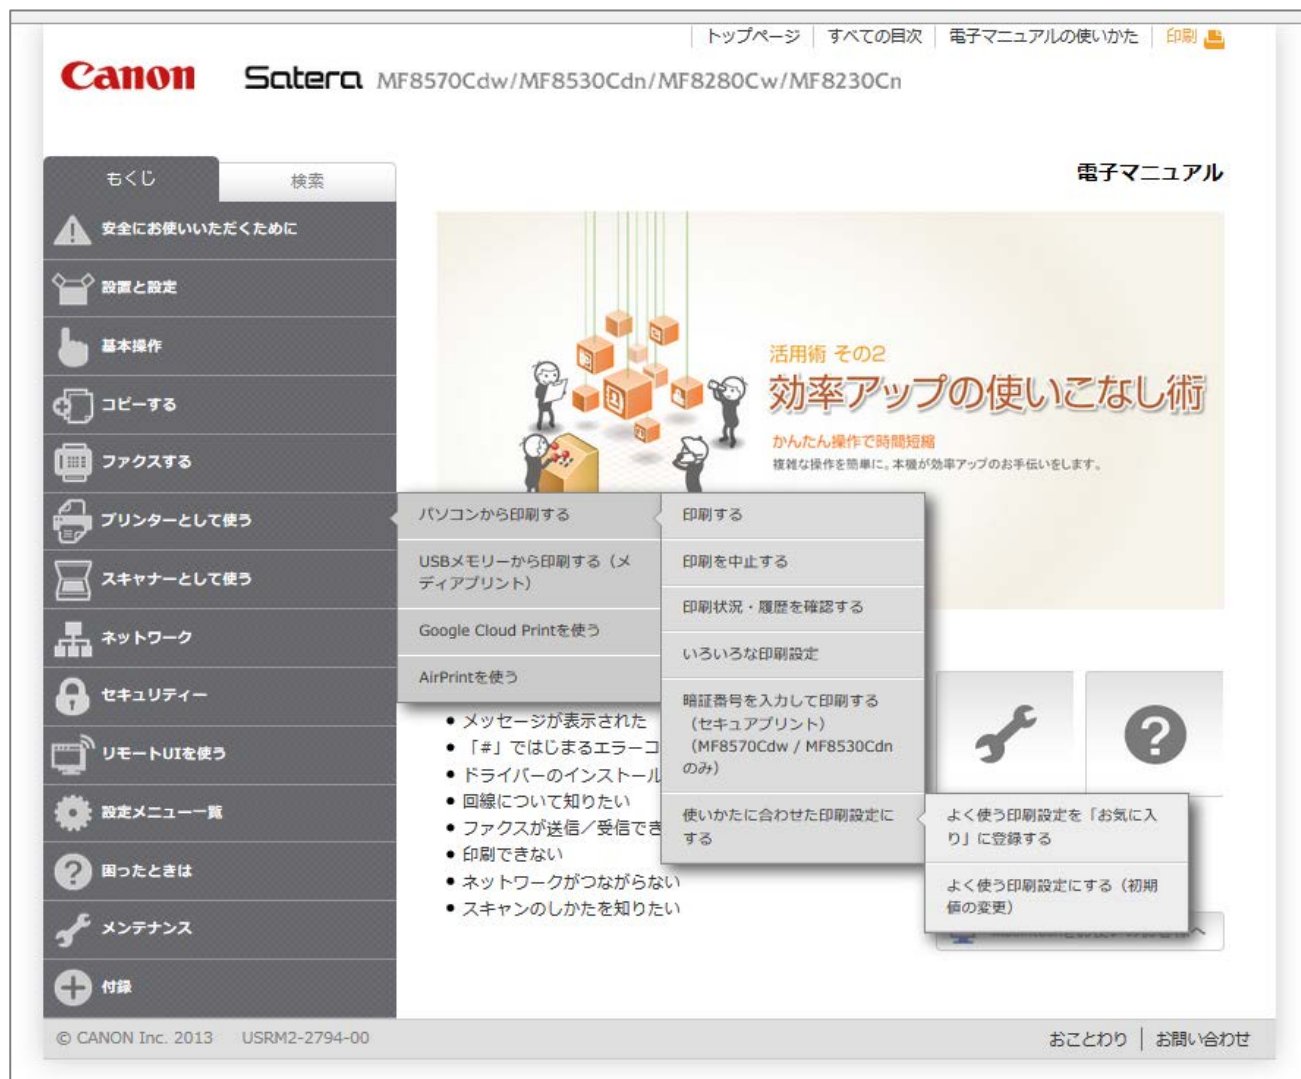 トップページ すべての目次 電子マニュアルの使いかた 印刷
Canon Satera MF8570Cdw/MF8530Cdn/MF8280Cw/MF8230Cn
もくじ 検索
電子マニュアル
安全にお使いいただくために
設置と設定
基本操作
コピーする
ファクスする
プリンターとして使う
スキャナーとして使う
ネットワーク
セキュリティー
リモートUIを使う
設定メニュー一覧
困ったときは
メンテナンス
付録
活用術 その2
効率アップの使いこなし術
かんたん操作で時間短縮
複雑な操作を簡単に。本機が効率アップのお手伝いをします。
パソコンから印刷する
USBメモリーから印刷する（メ
ディアプリント）
Google Cloud Printを使う
AirPrintを使う
印刷する
印刷を中止する
印刷状況・履歴を確認する
いろいろな印刷設定
暗証番号を入力して印刷する
（セキュアプリント）
（MF8570Cdw / MF8530Cdn
のみ）
使いかたに合わせた印刷設定に
する
よく使う印刷設定を「お気に入
り」に登録する
よく使う印刷設定にする（初期
値の変更）
● メッセージが表示された
● 「#」ではじまるエラーコ
● ドライバーのインストール
● 回線について知りたい
● ファクスが送信／受信でき
● 印刷できない
● ネットワークがつながらない
● スキャンのしかたを知りたい
© CANON Inc. 2013 USRM2-2794-00
おことわり お問い合わせ